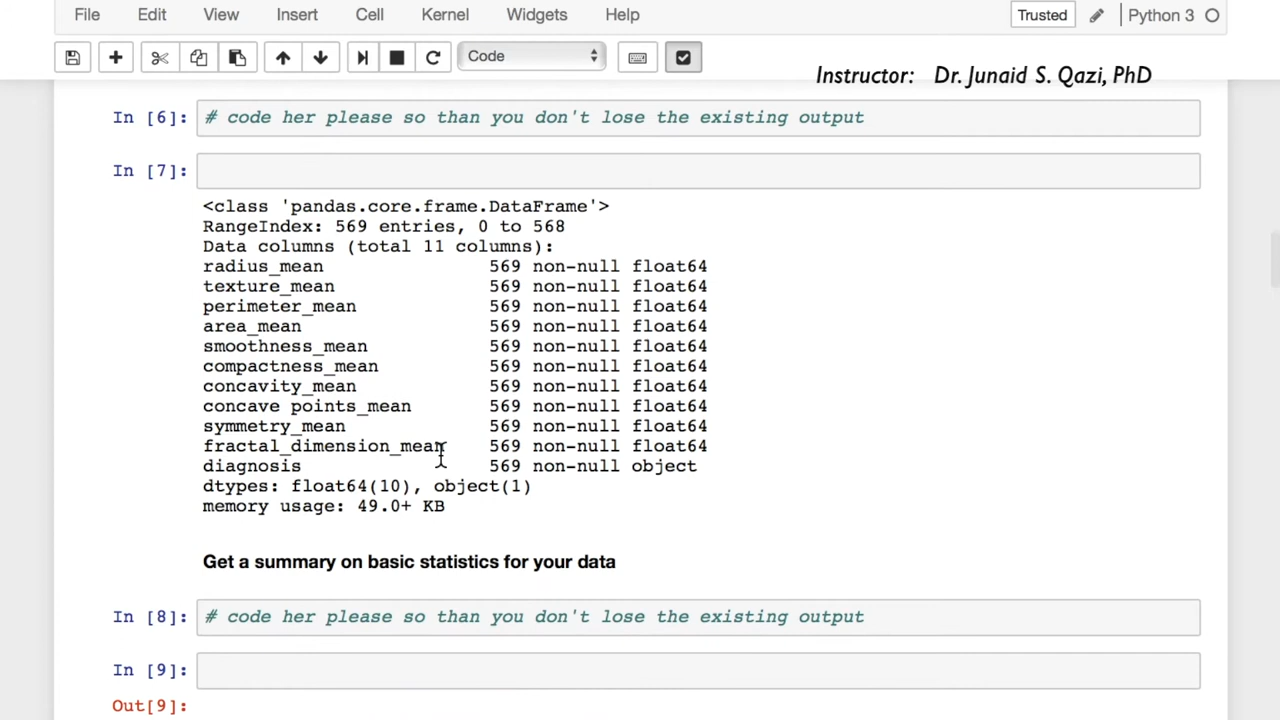 File Edit View Insert Cell Kernel Widgets Help Trusted Python 3
Code
Instructor: Dr. Junaid S. Qazi, PhD
In [6]: # code her please so than you don't lose the existing output
In [7]:
<class 'pandas.core.frame.DataFrame'>
RangeIndex: 569 entries, 0 to 568
Data columns (total 11 columns):
radius_mean 569 non-null float64
texture_mean 569 non-null float64
perimeter_mean 569 non-null float64
area_mean 569 non-null float64
smoothness_mean 569 non-null float64
compactness_mean 569 non-null float64
concavity_mean 569 non-null float64
concave points_mean 569 non-null float64
symmetry_mean 569 non-null float64
fractal_dimension_mean 569 non-null float64
diagnosis 569 non-null object
dtypes: float64(10), object(1)
memory usage: 49.0+ KB
Get a summary on basic statistics for your data
In [8]: # code her please so than you don't lose the existing output
In [9]:
Out[9]: